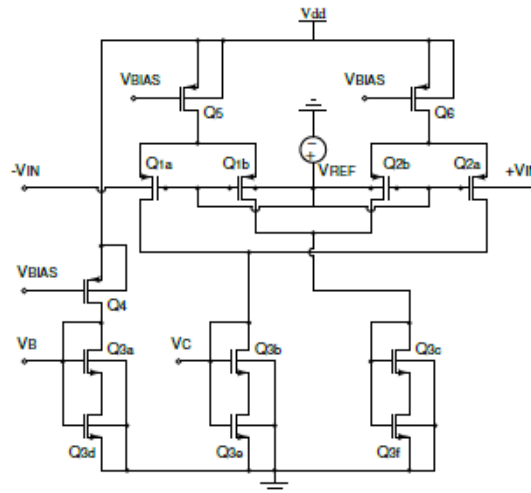 Vdd
VBIAS
Q5
VBIAS
Q6
-VIN
Q1a
Q1b
VREF
Q2b
Q2a
+VIN
VBIAS
Q4
VB
Q3a
VC
Q3b
Q3c
Q3d
Q3e
Q3f